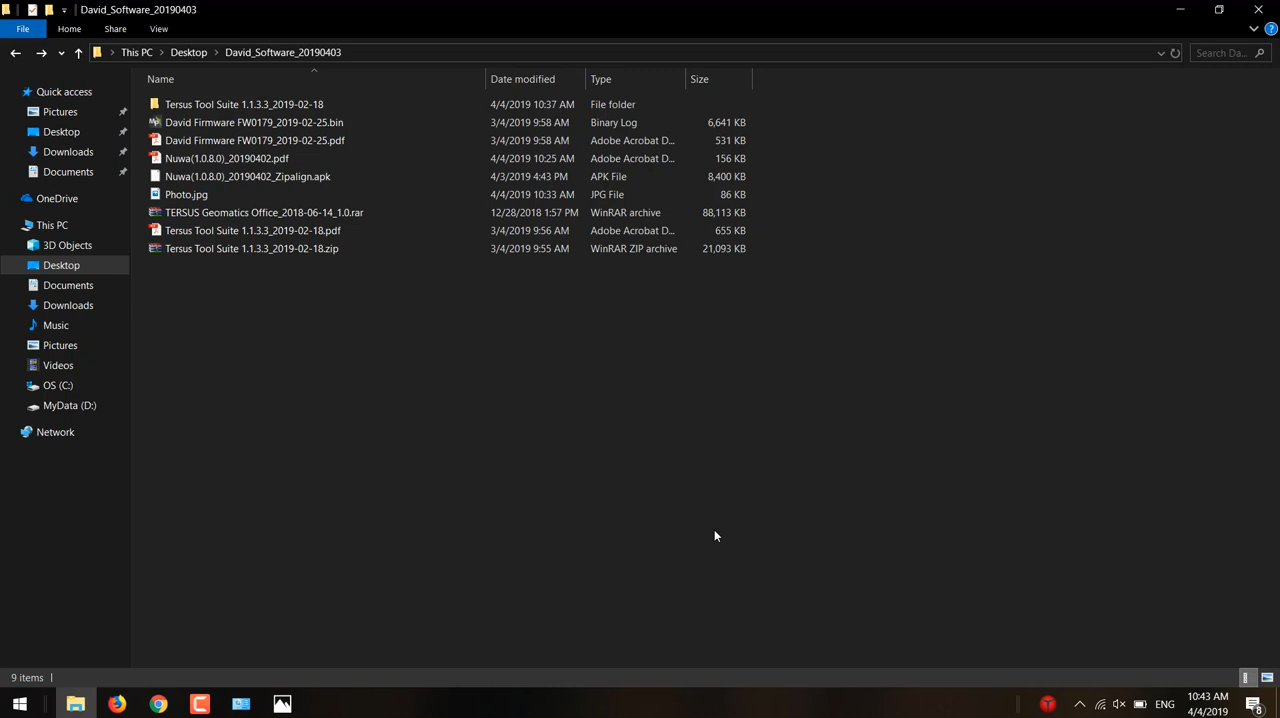 David_Software_20190403
File Home Share View
This PC Desktop David_Software_20190403 Search Da...
Name Date modified Type Size
Quick access
Pictures
Desktop
Downloads
Documents
OneDrive
This PC
3D Objects
Desktop
Documents
Downloads
Music
Pictures
Videos
OS (C:)
MyData (D:)
Network
Tersus Tool Suite 1.1.3.3_2019-02-18 4/4/2019 10:37 AM File folder
David Firmware FW0179_2019-02-25.bin 3/4/2019 9:58 AM Binary Log 6,641 KB
David Firmware FW0179_2019-02-25.pdf 3/4/2019 9:58 AM Adobe Acrobat D... 531 KB
Nuwa(1.0.8.0)_20190402.pdf 4/4/2019 10:25 AM Adobe Acrobat D... 156 KB
Nuwa(1.0.8.0)_20190402_Zipalign.apk 4/3/2019 4:43 PM APK File 8,400 KB
Photo.jpg 4/4/2019 10:33 AM JPG File 86 KB
TERSUS Geomatics Office_2018-06-14_1.0.rar 12/28/2018 1:57 PM WinRAR archive 88,113 KB
Tersus Tool Suite 1.1.3.3_2019-02-18.pdf 3/4/2019 9:56 AM Adobe Acrobat D... 655 KB
Tersus Tool Suite 1.1.3.3_2019-02-18.zip 3/4/2019 9:55 AM WinRAR ZIP archive 21,093 KB
9 items
ENG
10:43 AM
4/4/2019
8